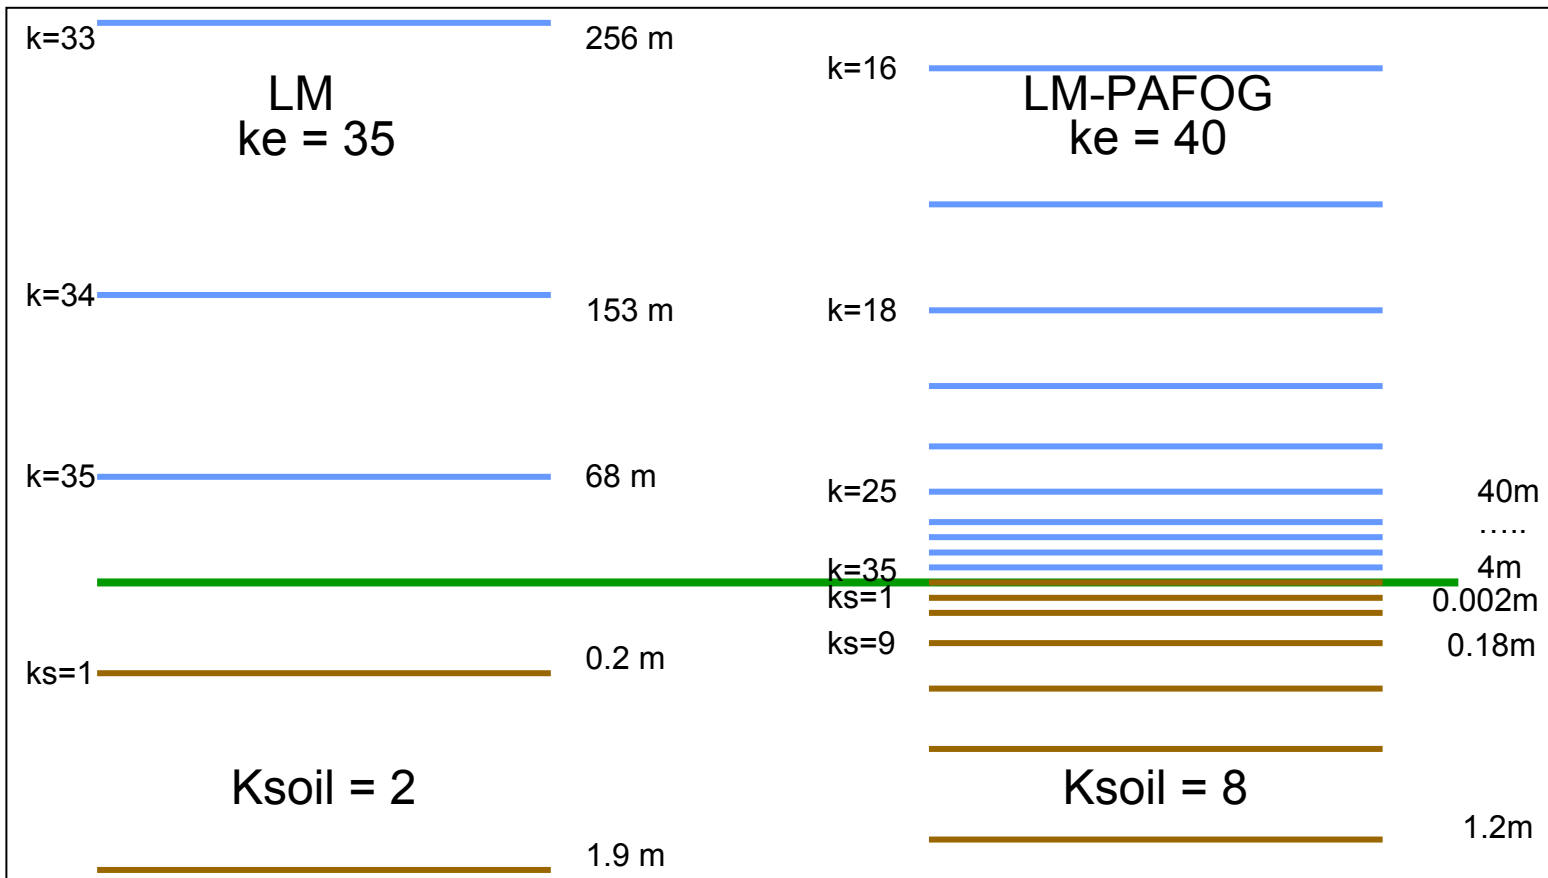 k=33
256 m
LM
ke = 35
k=34
153 m
k=35
68 m
ks=1
0.2 m
Ksoil = 2
1.9 m
k=16
LM-PAFOG
ke = 40
k=18
k=25
40m
.....
k=35
4m
ks=1
0.002m
ks=9
0.18m
Ksoil = 8
1.2m